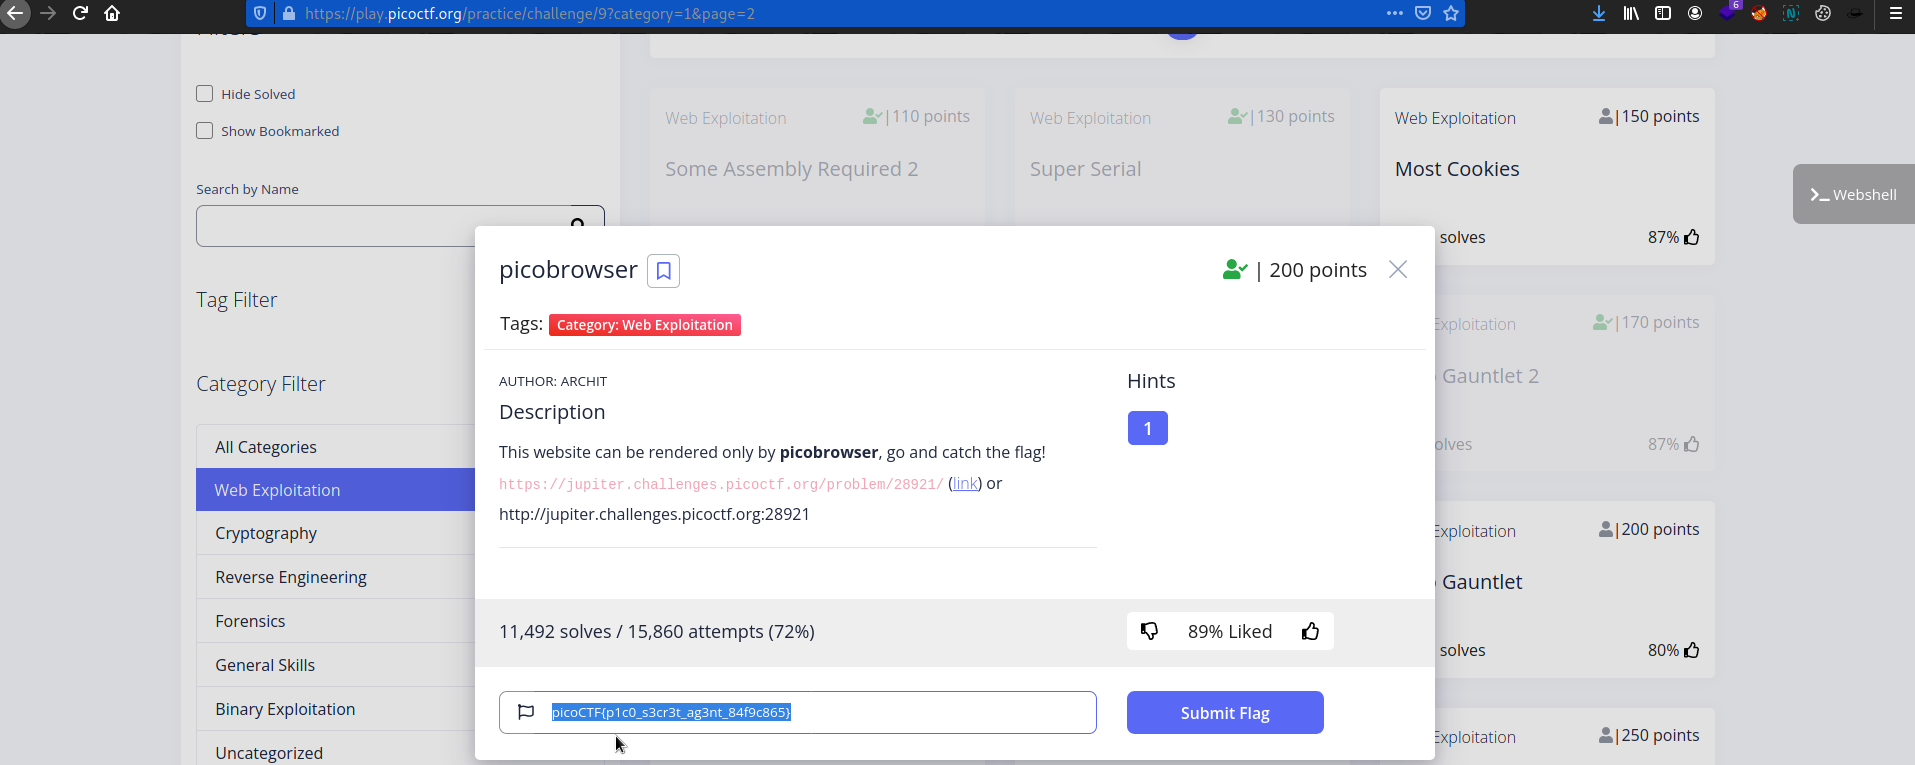 https://play.picoctf.org/practice/challenge/9?category=1&page=2
6
Filters
Hide Solved
Show Bookmarked
Search by Name
Tag Filter
Category Filter
All Categories
Web Exploitation
Cryptography
Reverse Engineering
Forensics
General Skills
Binary Exploitation
Uncategorized
Web Exploitation |110 points
Some Assembly Required 2
Web Exploitation |130 points
Super Serial
Web Exploitation |150 points
Most Cookies
solves 87%
Webshell
picobrowser | 200 points
Tags: Category: Web Exploitation
AUTHOR: ARCHIT
Description
This website can be rendered only by picobrowser, go and catch the flag!
https://jupiter.challenges.picoctf.org/problem/28921/ (link) or
http://jupiter.challenges.picoctf.org:28921
Hints
1
11,492 solves / 15,860 attempts (72%)
89% Liked
picoCTF{p1c0_s3cr3t_ag3nt_84f9c865}
Submit Flag
Exploitation |170 points
Gauntlet 2
olves 87%
Exploitation |200 points
Gauntlet
solves 80%
Exploitation |250 points